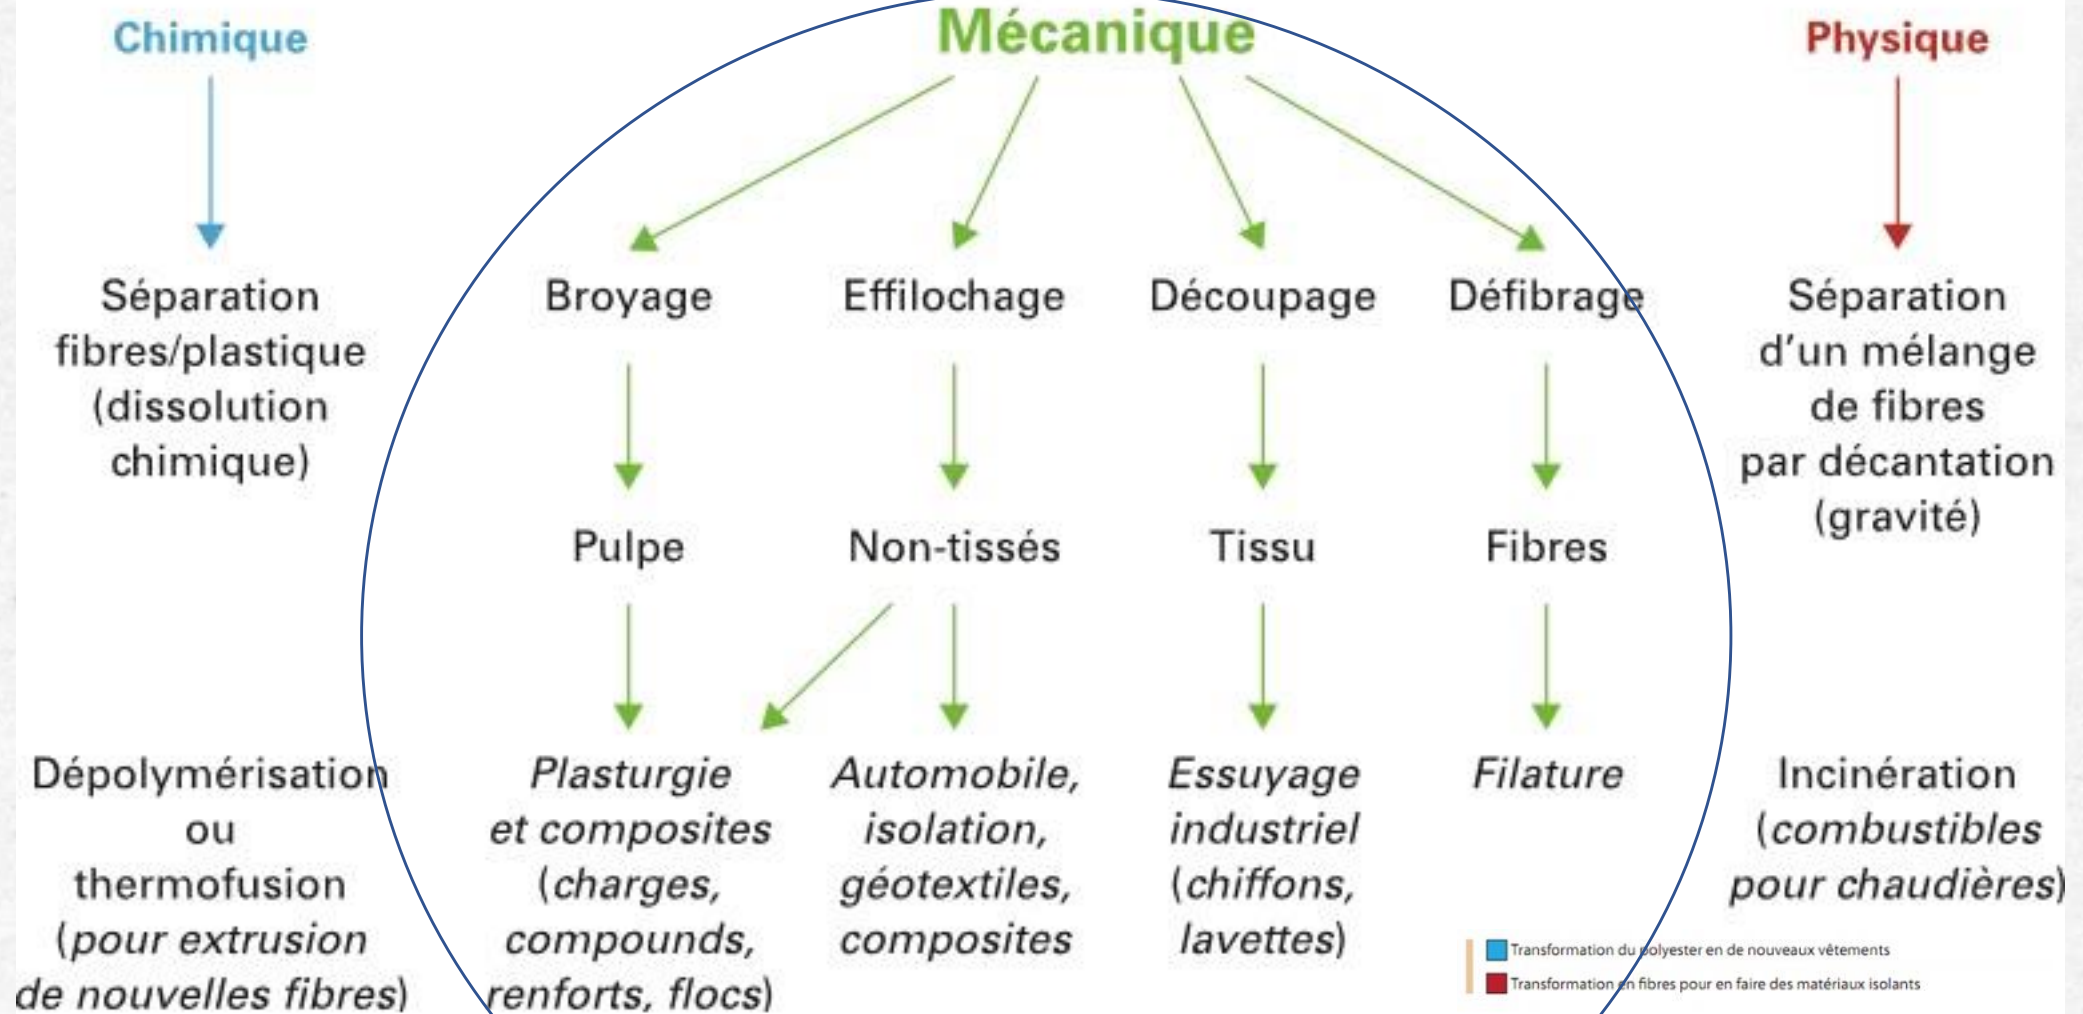 Chimique
Mécanique
Physique
Séparation
fibres/plastique
(dissolution
chimique)
Broyage
Effilochage
Découpage
Défibrage
Séparation
d'un mélange
de fibres
par décantation
(gravité)
Pulpe
Non-tissés
Tissu
Fibres
Dépolymérisation
ou
thermofusion
(pour extrusion
de nouvelles fibres)
Plasturgie
et composites
(charges,
compounds,
renforts, flocs)
Automobile,
isolation,
géotextiles,
composites
Essuyage
industriel
(chiffons,
lavettes)
Filature
Incinération
(combustibles
pour chaudières)
Transformation du polyester en de nouveaux vêtements
Transformation en fibres pour en faire des matériaux isolants